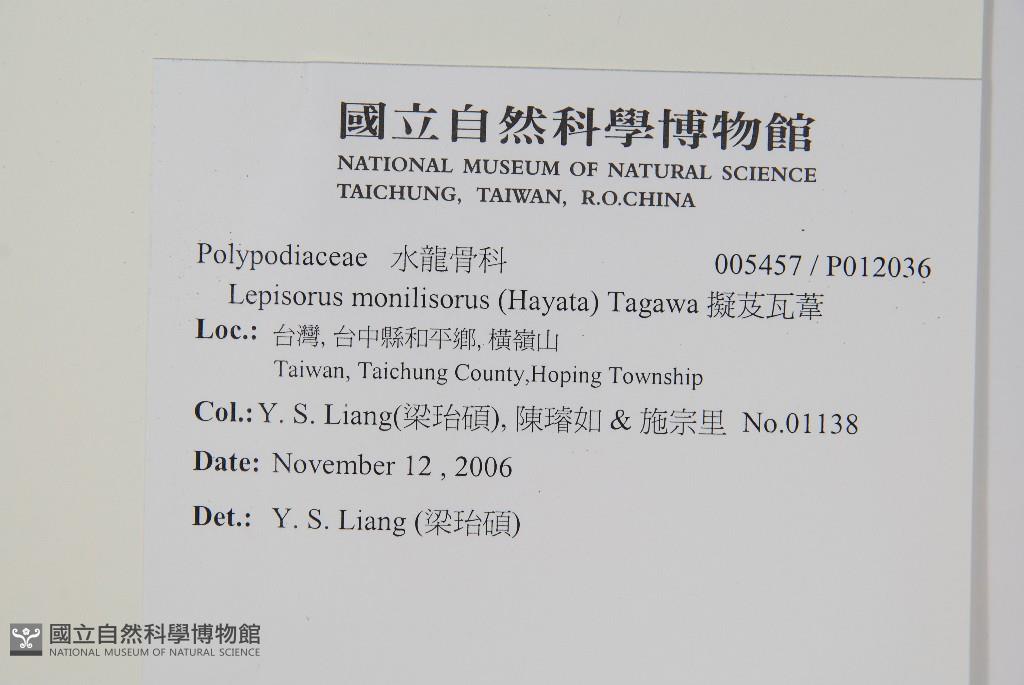 國立自然科學博物館
NATIONAL MUSEUM OF NATURAL SCIENCE
TAICHUNG, TAIWAN, R.O.CHINA
Polypodiaceae 水龍骨科 005457 / P012036
Lepisorus monilisorus (Hayata) Tagawa 擬芨瓦葦
Loc.: 台灣, 台中縣和平鄉, 橫嶺山
Taiwan, Taichung County,Hoping Township
Col.: Y. S. Liang(梁珆碩), 陳璿如 & 施宗里 No.01138
Date: November 12 , 2006
Det.: Y. S. Liang (梁珆碩)
國立自然科學博物館
NATIONAL MUSEUM OF NATURAL SCIENCE